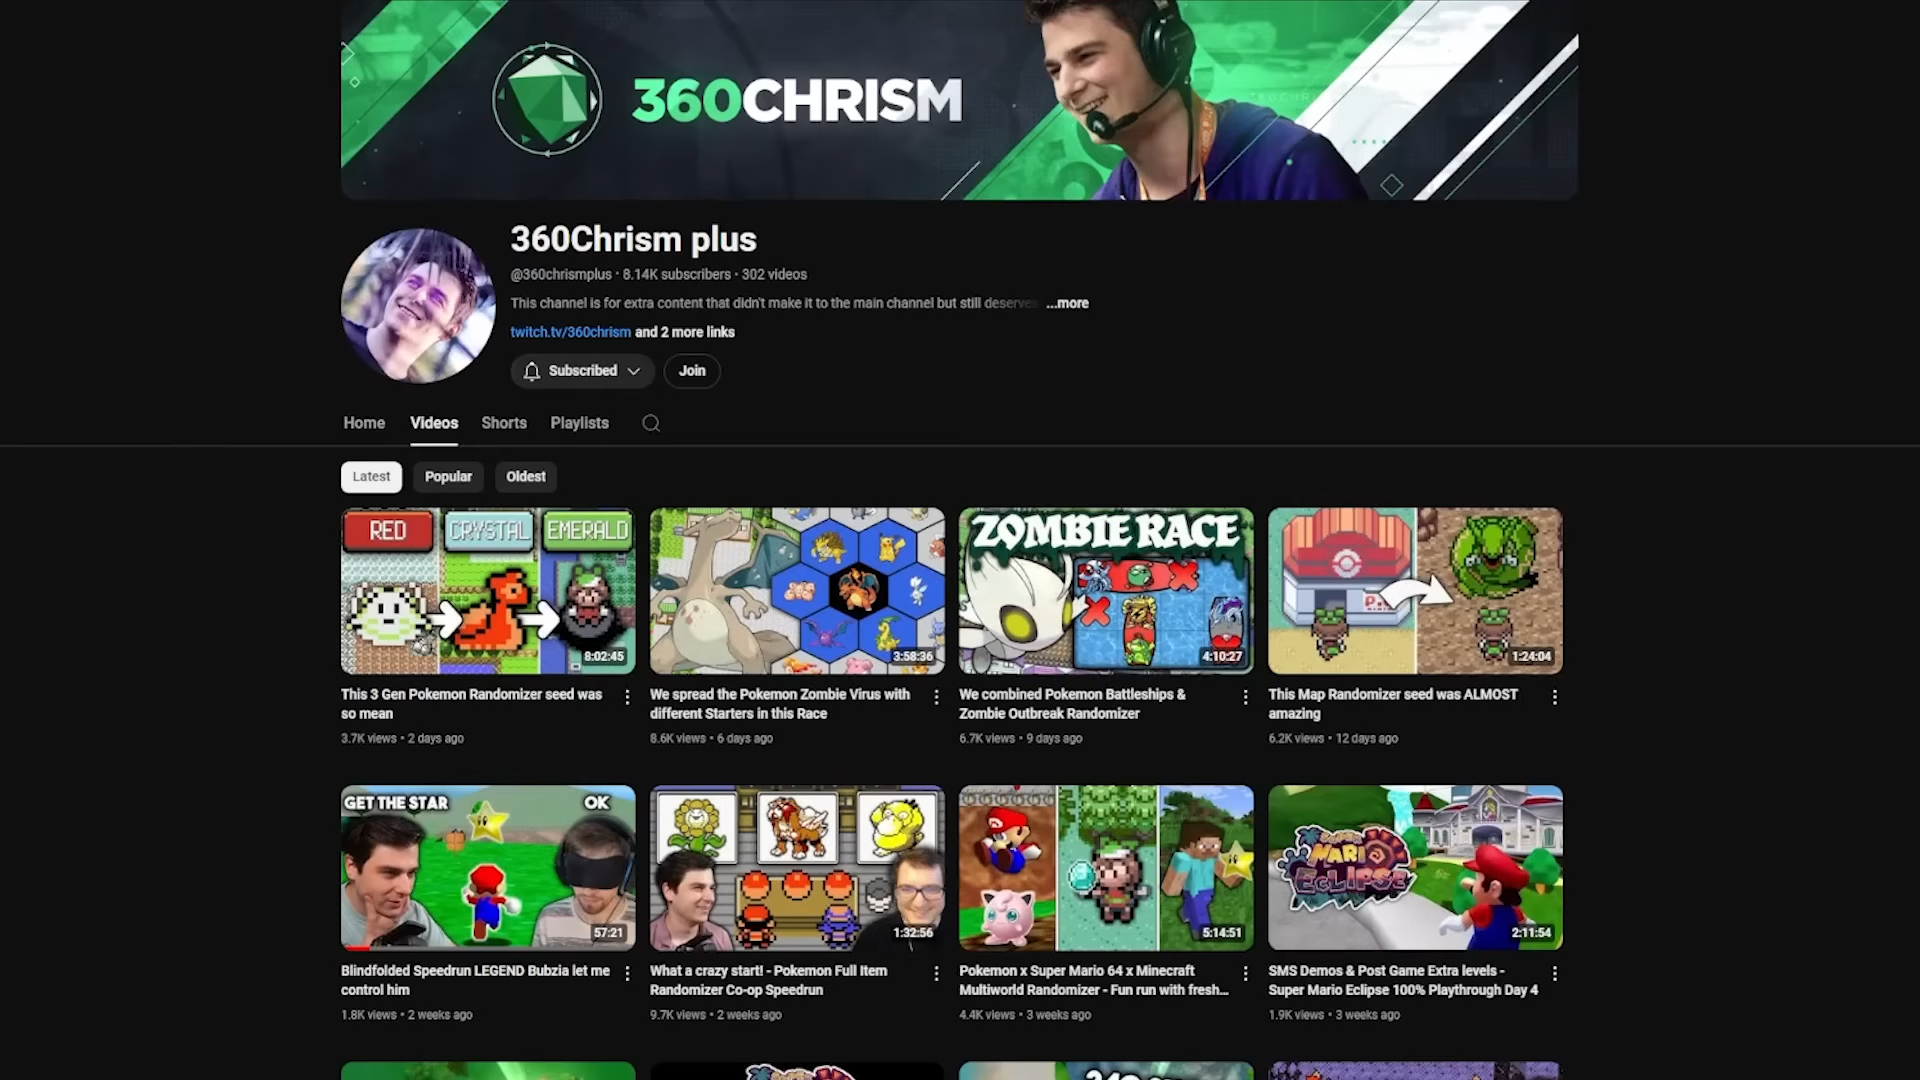 360CHRISM
360Chrism plus
@360chrismplus • 8.14K subscribers • 302 videos
This channel is for extra content that didn't make it to the main channel but still deserve ...more
twitch.tv/360chrism and 2 more links
Subscribed
Join
Home Videos Shorts Playlists
Latest Popular Oldest
RED CRYSTAL EMERALD
8:02:45
3:58:36
ZOMBIE RACE
4:10:27
1:24:04
This 3 Gen Pokemon Randomizer seed was
so mean
3.7K views • 2 days ago
We spread the Pokemon Zombie Virus with
different Starters in this Race
8.6K views • 6 days ago
We combined Pokemon Battleships &
Zombie Outbreak Randomizer
6.7K views • 9 days ago
This Map Randomizer seed was ALMOST
amazing
6.2K views • 12 days ago
GET THE STAR OK
57:21
1:32:56
5:14:51
SUPER
MARIO
ECLIPSE
2:11:54
Blindfolded Speedrun LEGEND Bubzia let me
control him
1.8K views • 2 weeks ago
What a crazy start! - Pokemon Full Item
Randomizer Co-op Speedrun
9.7K views • 2 weeks ago
Pokemon x Super Mario 64 x Minecraft
Multiworld Randomizer - Fun run with fresh...
4.4K views • 3 weeks ago
SMS Demos & Post Game Extra levels -
Super Mario Eclipse 100% Playthrough Day 4
1.9K views • 3 weeks ago